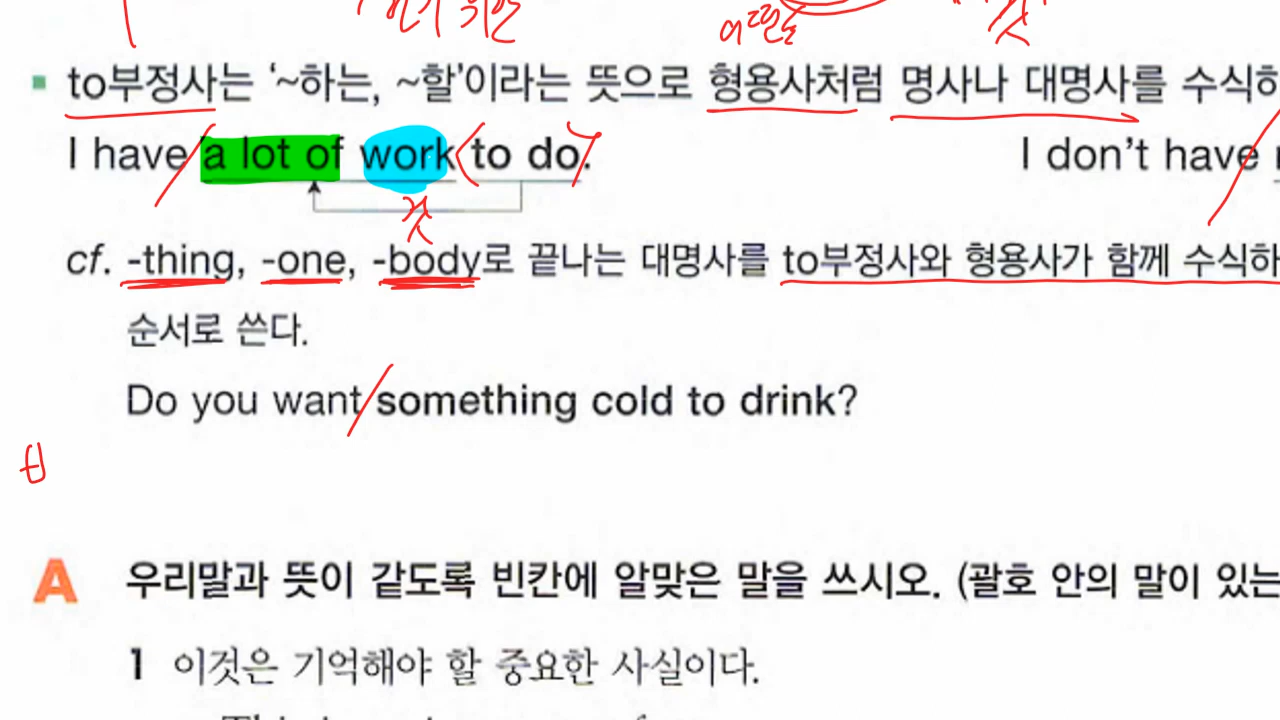 to부정사는 '~하는, ~할'이라는 뜻으로 형용사처럼 명사나 대명사를 수식하
I have a lot of work to do. I don't have
cf. -thing, -one, -body로 끝나는 대명사를 to부정사와 형용사가 함께 수식하
순서로 쓴다.
Do you want something cold to drink?
A 우리말과 뜻이 같도록 빈칸에 알맞은 말을 쓰시오. (괄호 안의 말이 있는
1 이것은 기억해야 할 중요한 사실이다.